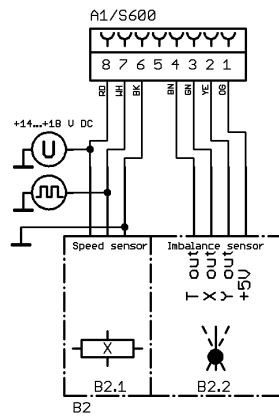 A1/S600
8 7 6 5 4 3 2 1
RD WH BK BN GN YE OG
+14...+18 V DC
U
Speed sensor
Imbalance sensor
T out
X out
Y out
+5V
X
B2.1
B2.2
B2